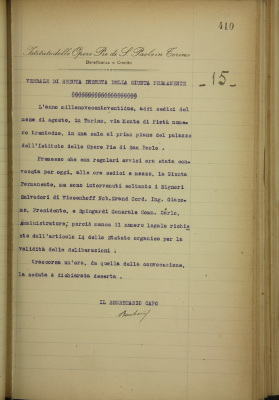 410
Istituto delle Opere Pie di S. Paolo in Torino
Beneficenza e Credito
VERBALE DI SEDUTA DESERTA DELLA GIUNTA PERMANENTE
- 15 -
L'anno millenovecentoventuno, addì sedici del
mese di agosto, in Torino, via Monte di Pietà nume-
ro trentadue, in una sala al primo piano del palazzo
dell'Istituto delle Opere Pie di San Paolo.
Premesso che con regolari avvisi era stata con-
vocata per oggi, alle ore sedici e mezza, la Giunta
Permanente, ma sono intervenuti soltanto i Signori
Salvadori di Wiesenhoff Nob. Grand Cord. Ing. Giaco-
mo, Presidente, e Spingardi Generale Comm. Carlo,
Amministratore; perciò manca il numero legale richie
sto dall'articolo 14 dello Statuto organico per la
validità delle deliberazioni;
trascorsa un'ora, da quella della convocazione,
la seduta è dichiarata deserta.
IL SEGRETARIO CAPO